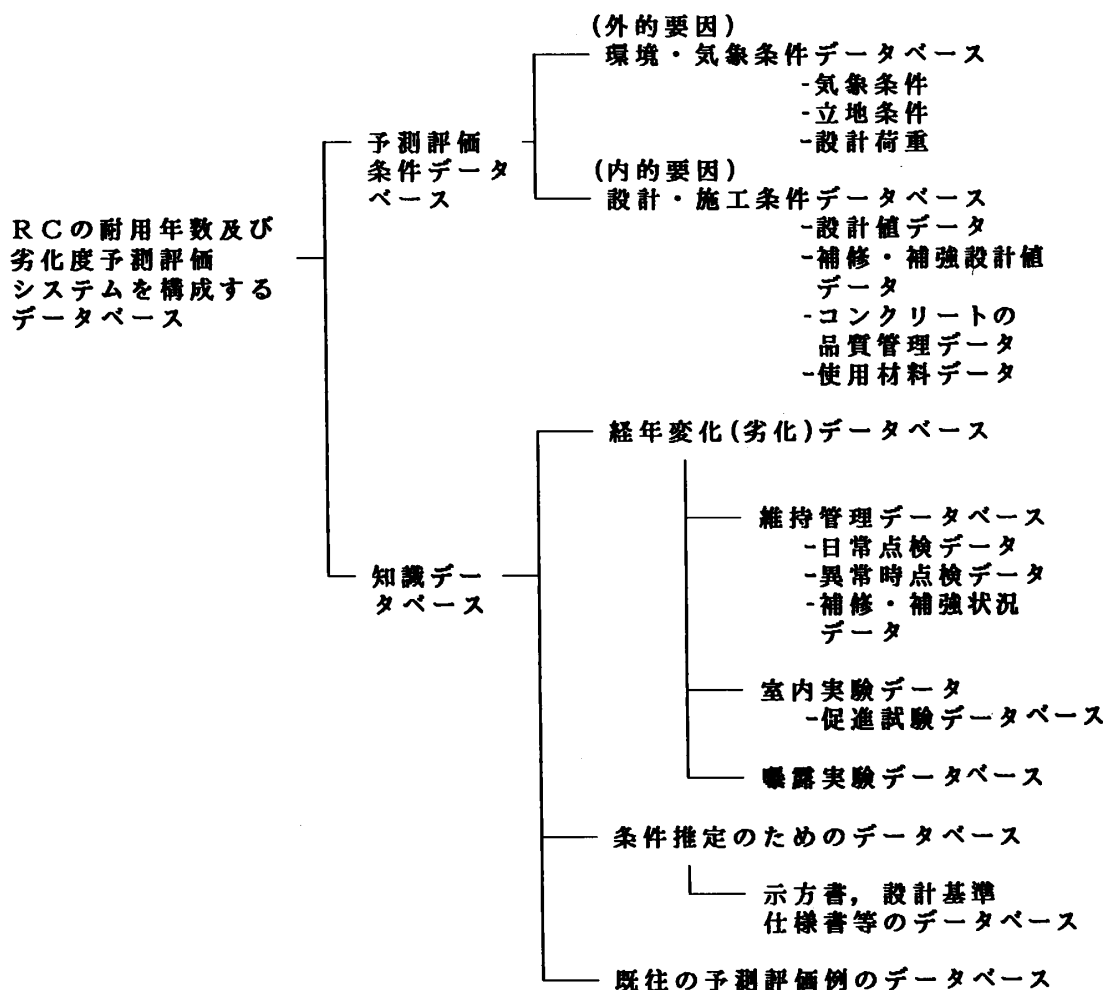 RCの耐用年数及び
劣化度予測評価
システムを構成する
データベース
予測評価
条件データ
ベース
(外的要因)
環境・気象条件データベース
-気象条件
-立地条件
-設計荷重
(内的要因)
設計・施工条件データベース
-設計値データ
-補修・補強設計値
データ
-コンクリートの
品質管理データ
-使用材料データ
知識デー
タベース
経年変化(劣化)データベース
維持管理データベース
-日常点検データ
-異常時点検データ
-補修・補強状況
データ
室内実験データ
-促進試験データベース
曝露実験データベース
条件推定のためのデータベース
示方書，設計基準
仕様書等のデータベース
既往の予測評価例のデータベース